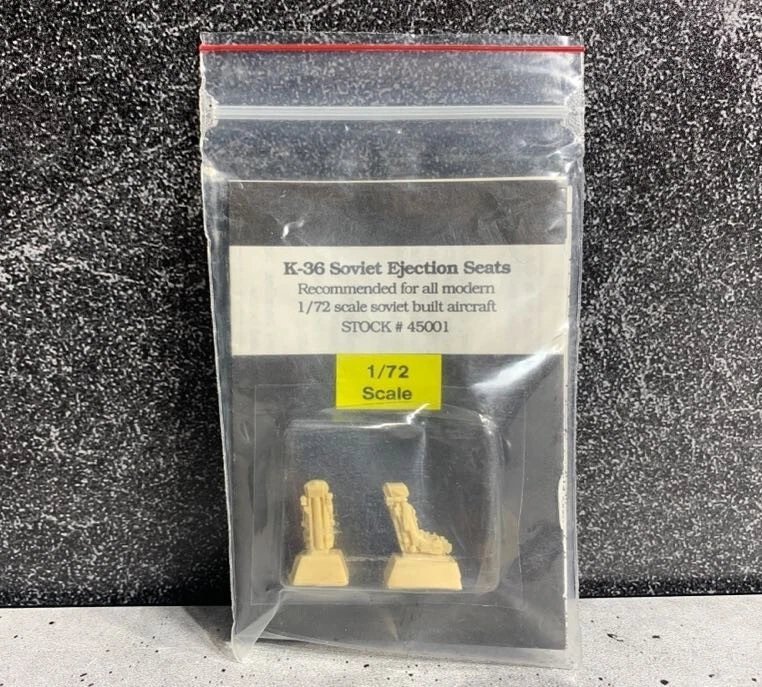 K-36 Soviet Ejection Seats
Recommended for all modern
1/72 scale soviet built aircraft
STOCK # 45001
1/72
Scale